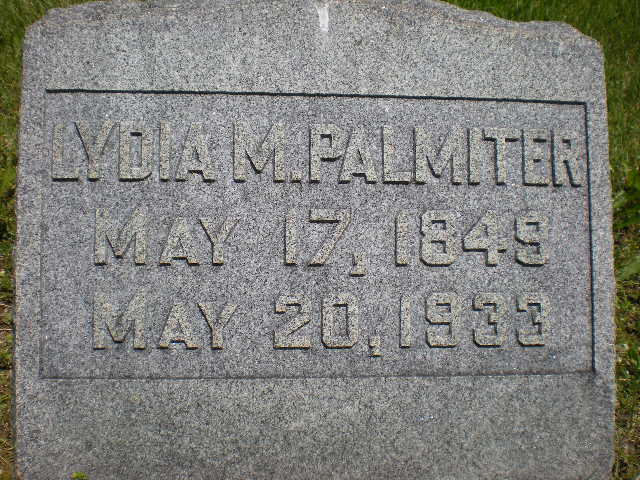 LYDIA M. PALMITER
MAY 17, 1849
MAY 20, 1933